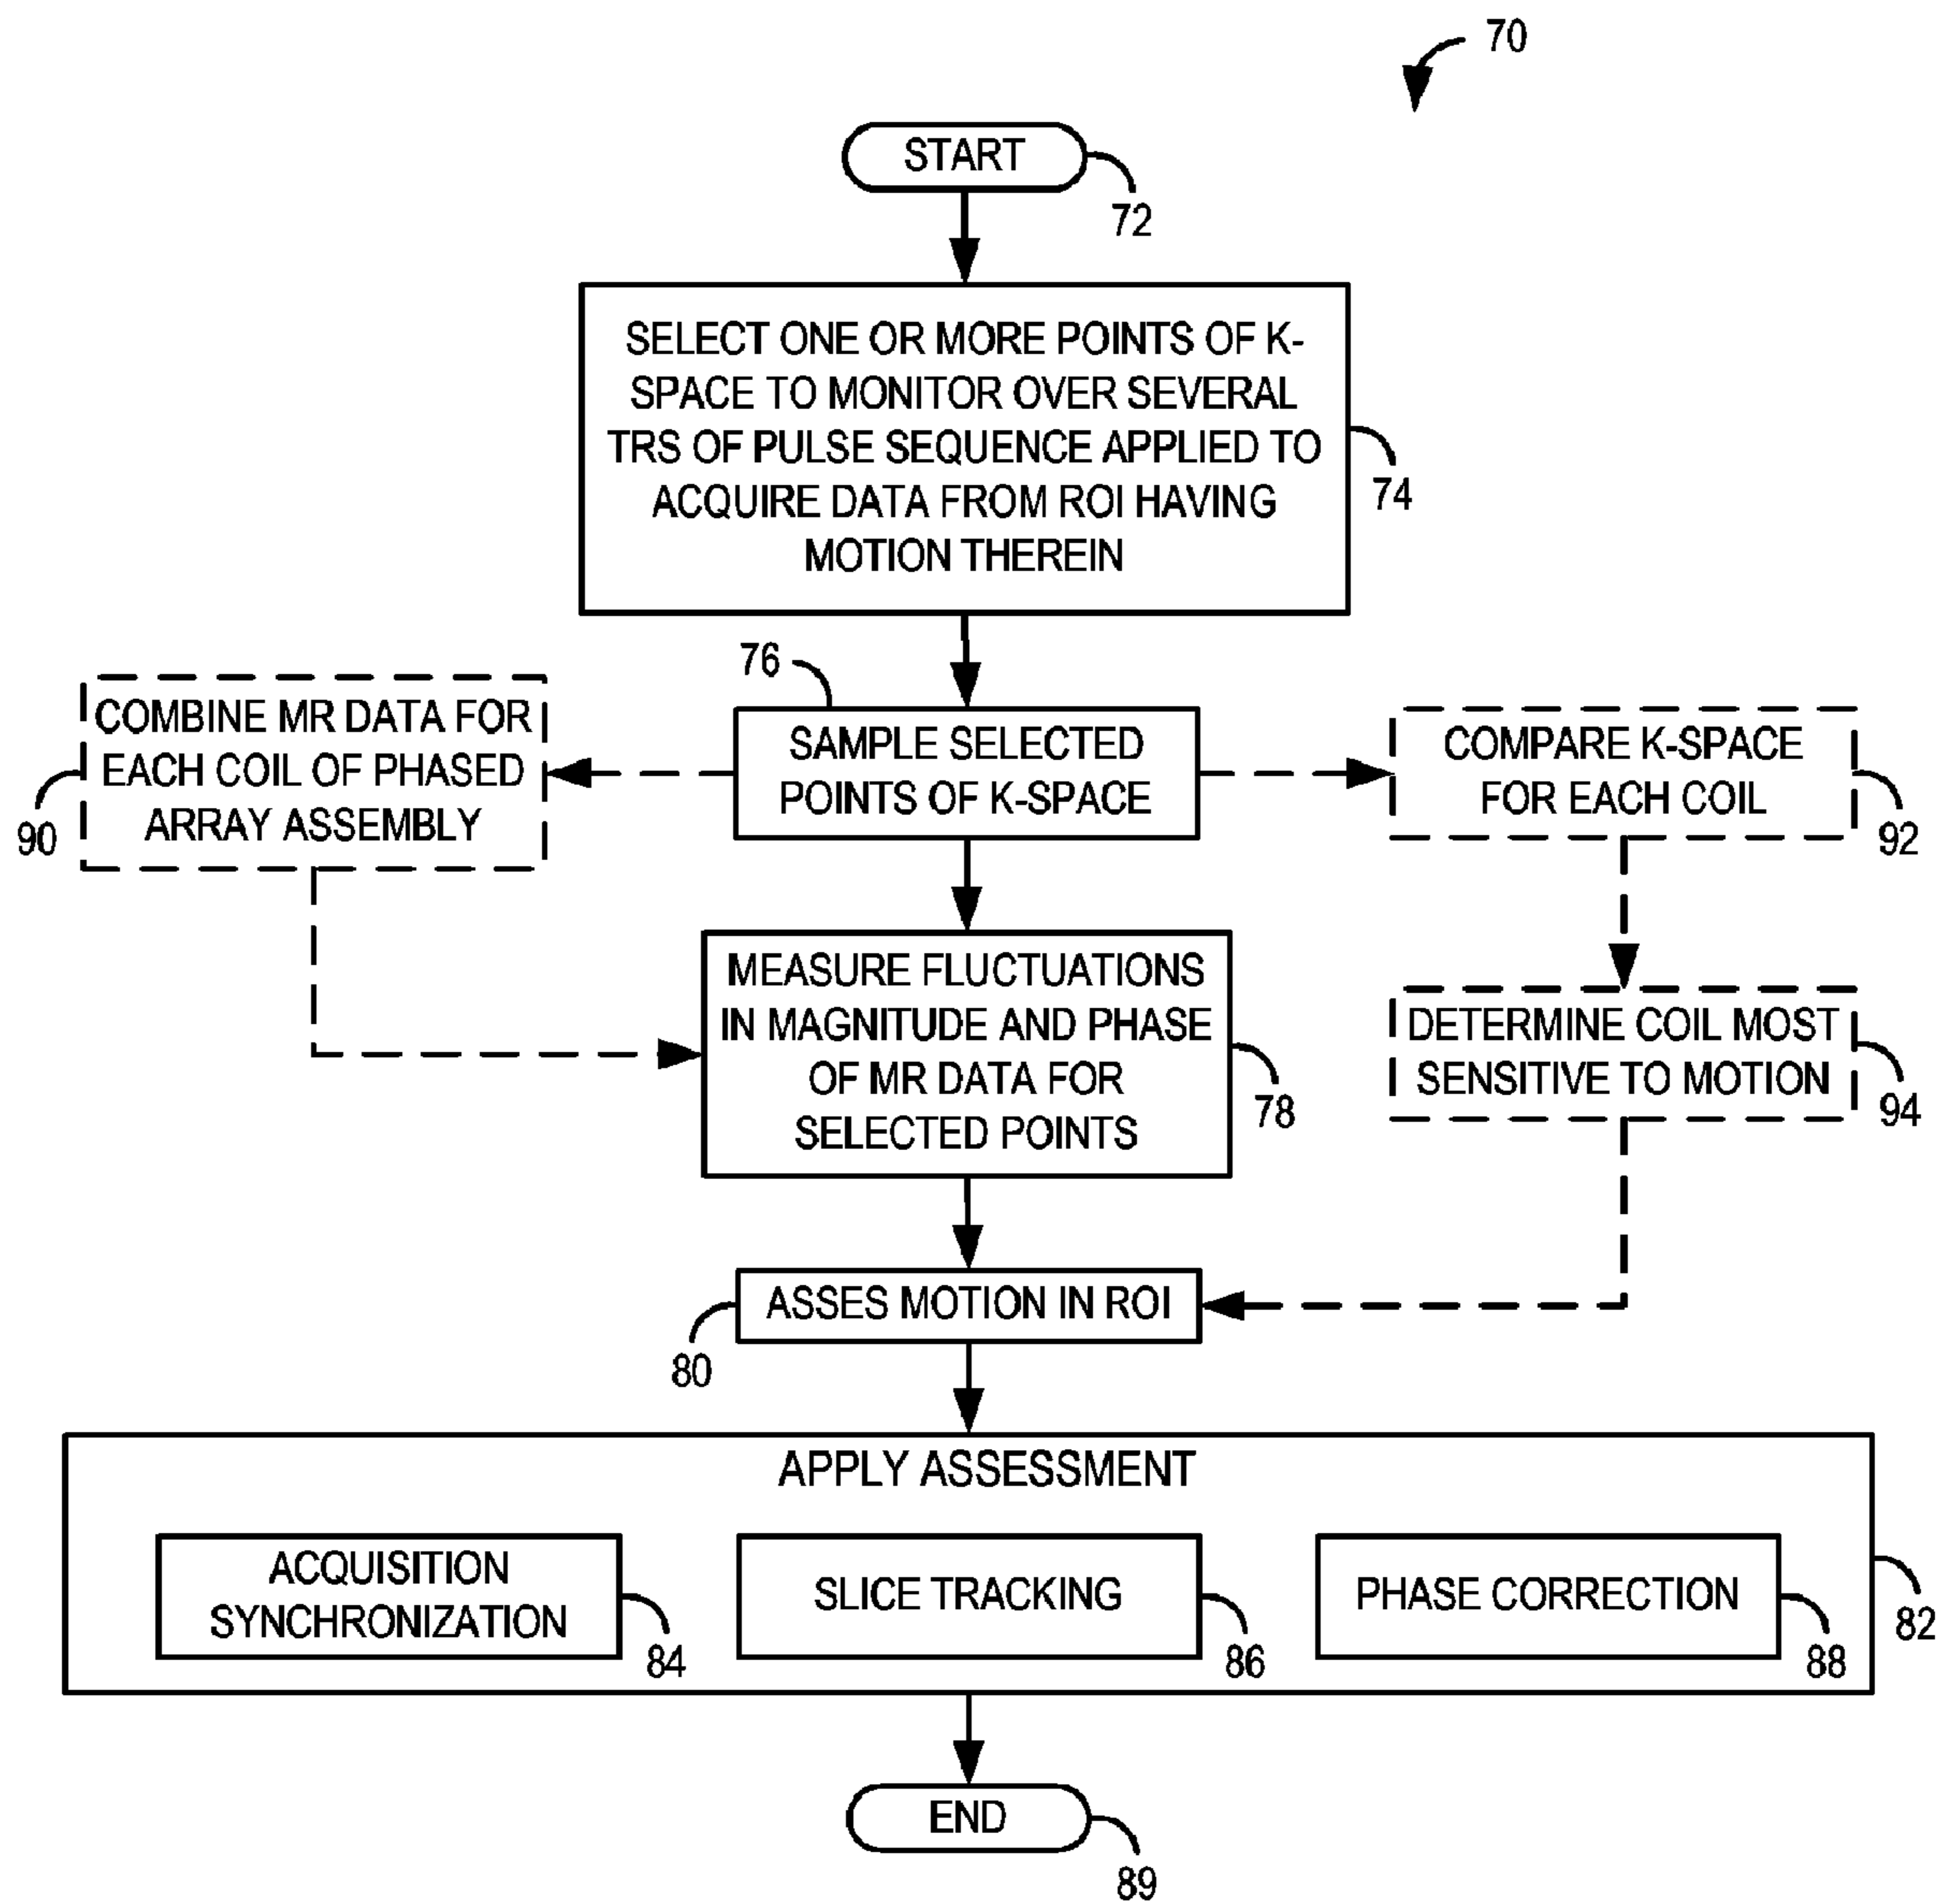 70
START
72
SELECT ONE OR MORE POINTS OF K-
SPACE TO MONITOR OVER SEVERAL
TRS OF PULSE SEQUENCE APPLIED TO
ACQUIRE DATA FROM ROI HAVING
MOTION THEREIN
74
76
COMBINE MR DATA FOR
EACH COIL OF PHASED
ARRAY ASSEMBLY
90
SAMPLE SELECTED
POINTS OF K-SPACE
COMPARE K-SPACE
FOR EACH COIL
92
MEASURE FLUCTUATIONS
IN MAGNITUDE AND PHASE
OF MR DATA FOR
SELECTED POINTS
78
DETERMINE COIL MOST
SENSITIVE TO MOTION
94
ASSES MOTION IN ROI
80
APPLY ASSESSMENT
82
ACQUISITION
SYNCHRONIZATION
84
SLICE TRACKING
86
PHASE CORRECTION
88
END
89